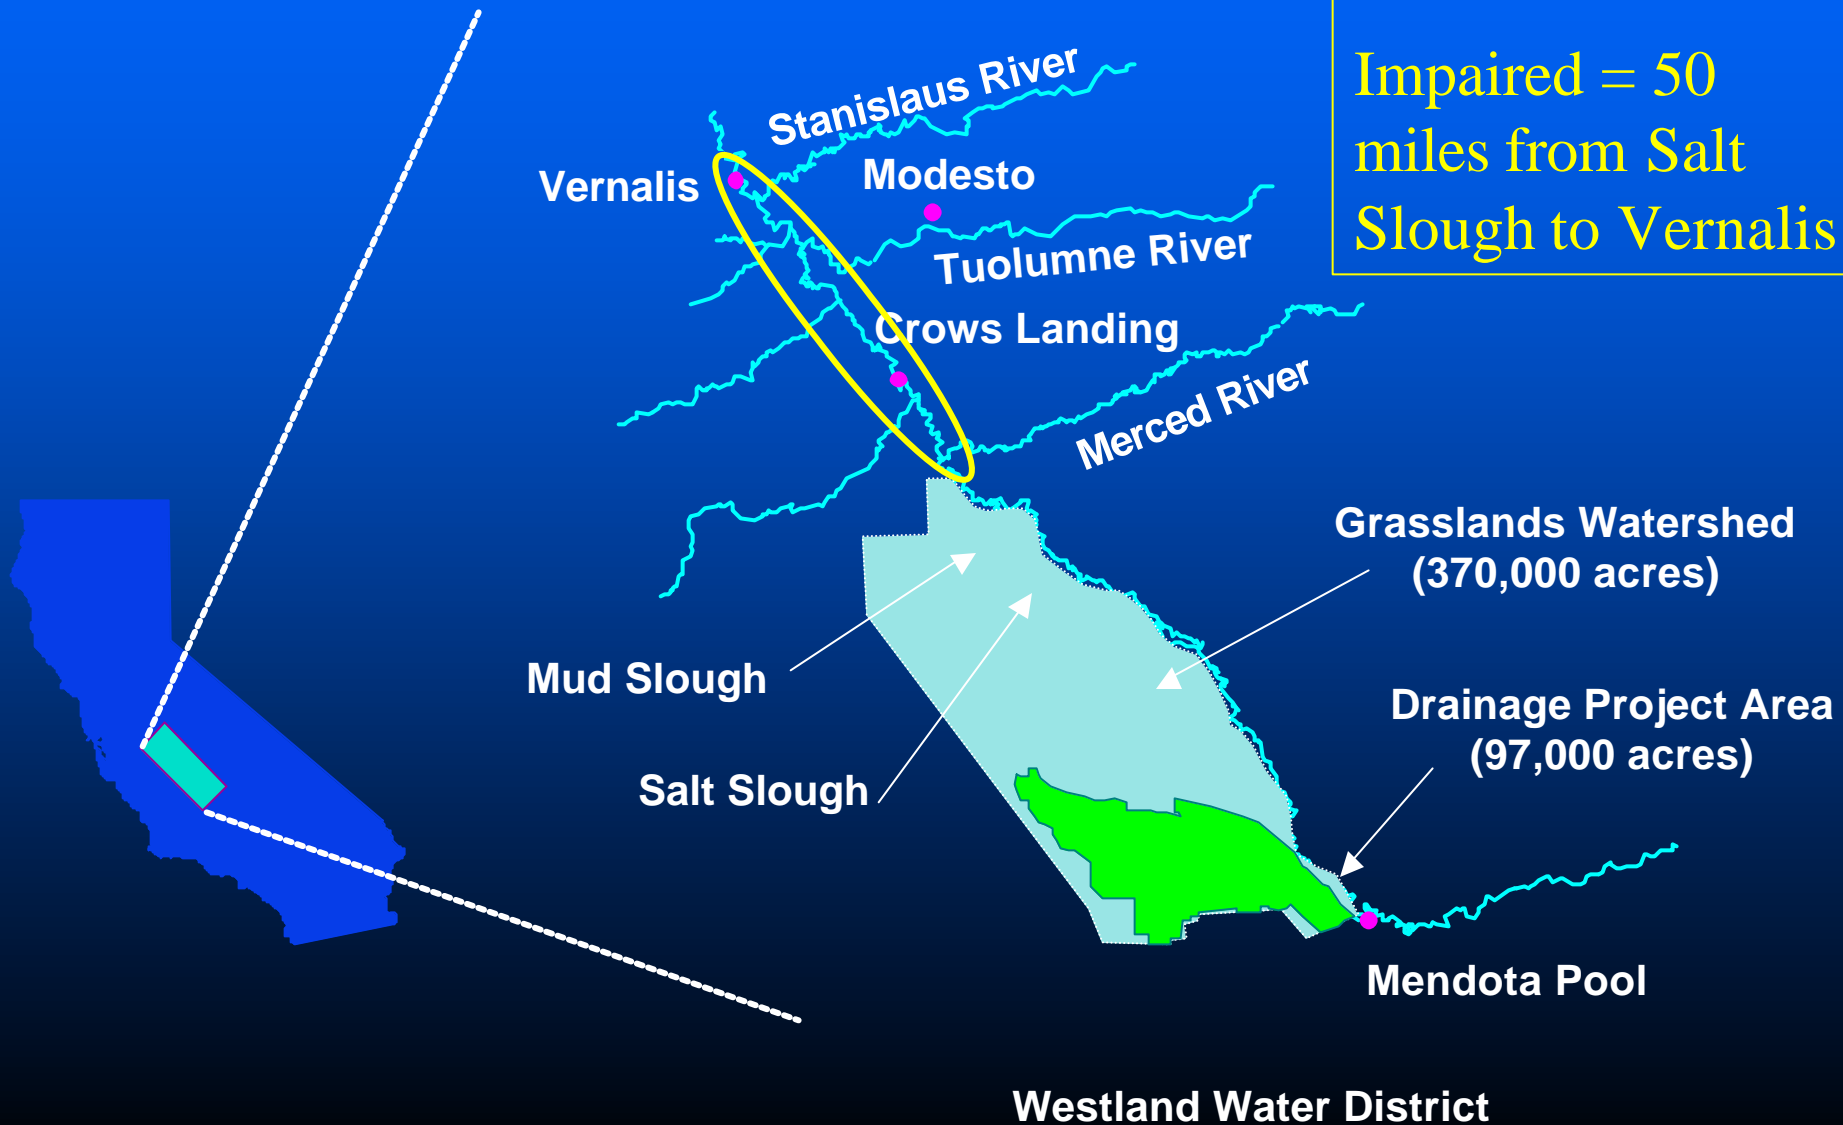 Impaired = 50
miles from Salt
Slough to Vernalis
Stanislaus River
Vernalis
Modesto
Tuolumne River
Crows Landing
Merced River
Grasslands Watershed
(370,000 acres)
Mud Slough
Drainage Project Area
(97,000 acres)
Salt Slough
Mendota Pool
Westland Water District